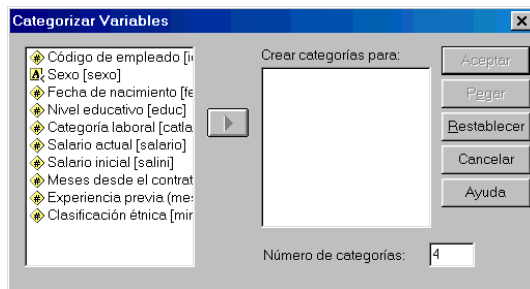 Categorizar Variables
Código de empleado [i
Sexo [sexo]
Fecha de nacimiento [fe
Nivel educativo [educ]
Categoría laboral [catla
Salario actual [salario]
Salario inicial [salini]
Meses desde el contrat
Experiencia previa (me
Clasificación étnica [mir
Crear categorías para:
Número de categorías:
4
Aceptar
Pegar
Restablecer
Cancelar
Ayuda